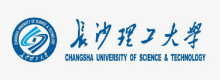 长沙理工大学
CHANGSHA UNIVERSITY OF SCIENCE & TECHNOLOGY